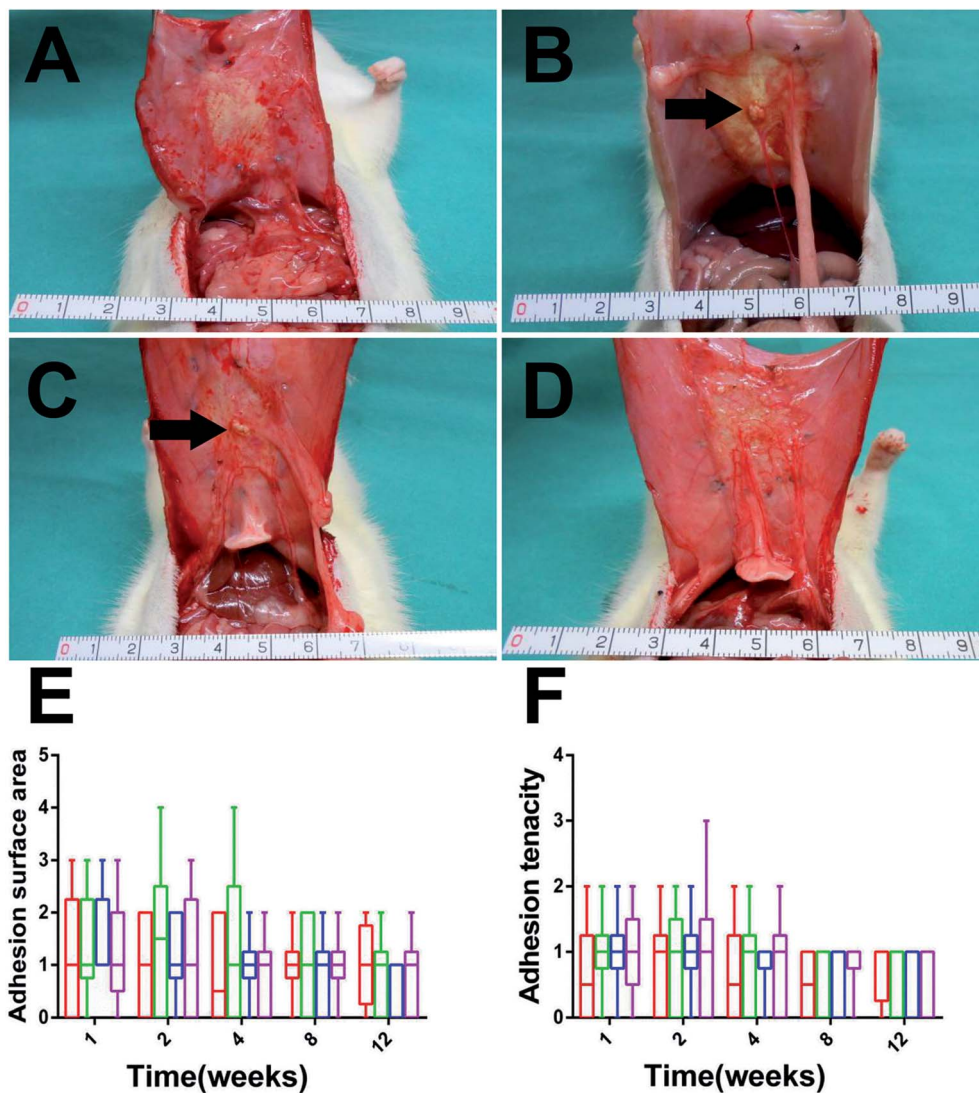 A
B
0 1 2 3 4 5 6 7 8 9
0 1 2 3 4 5 6 7 8 9
C
D
0 1 2 3 4 5 6 7
0 1 2 3 4 5 6 7 8 9
E
F
Adhesion surface area
5
4
3
2
1
0
1 2 4 8 12
Time(weeks)
Adhesion tenacity
4
3
2
1
0
1 2 4 8 12
Time(weeks)